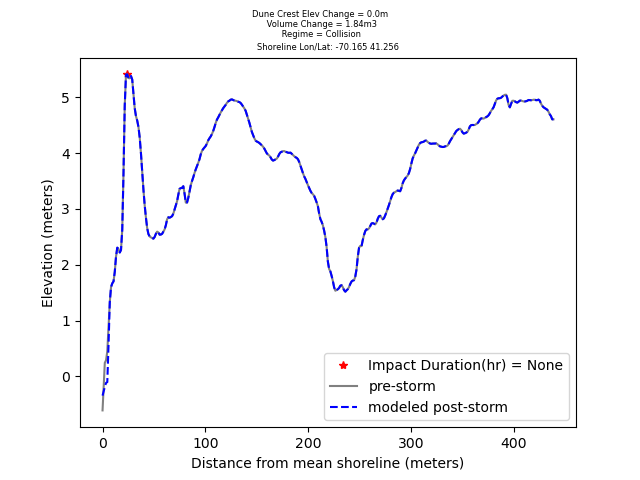 Dune Crest Elev Change = 0.0m
Volume Change = 1.84m3
Regime = Collision
Shoreline Lon/Lat: -70.165 41.256
5
4
3
2
1
0
Elevation (meters)
Impact Duration(hr) = None
pre-storm
modeled post-storm
0 100 200 300 400
Distance from mean shoreline (meters)